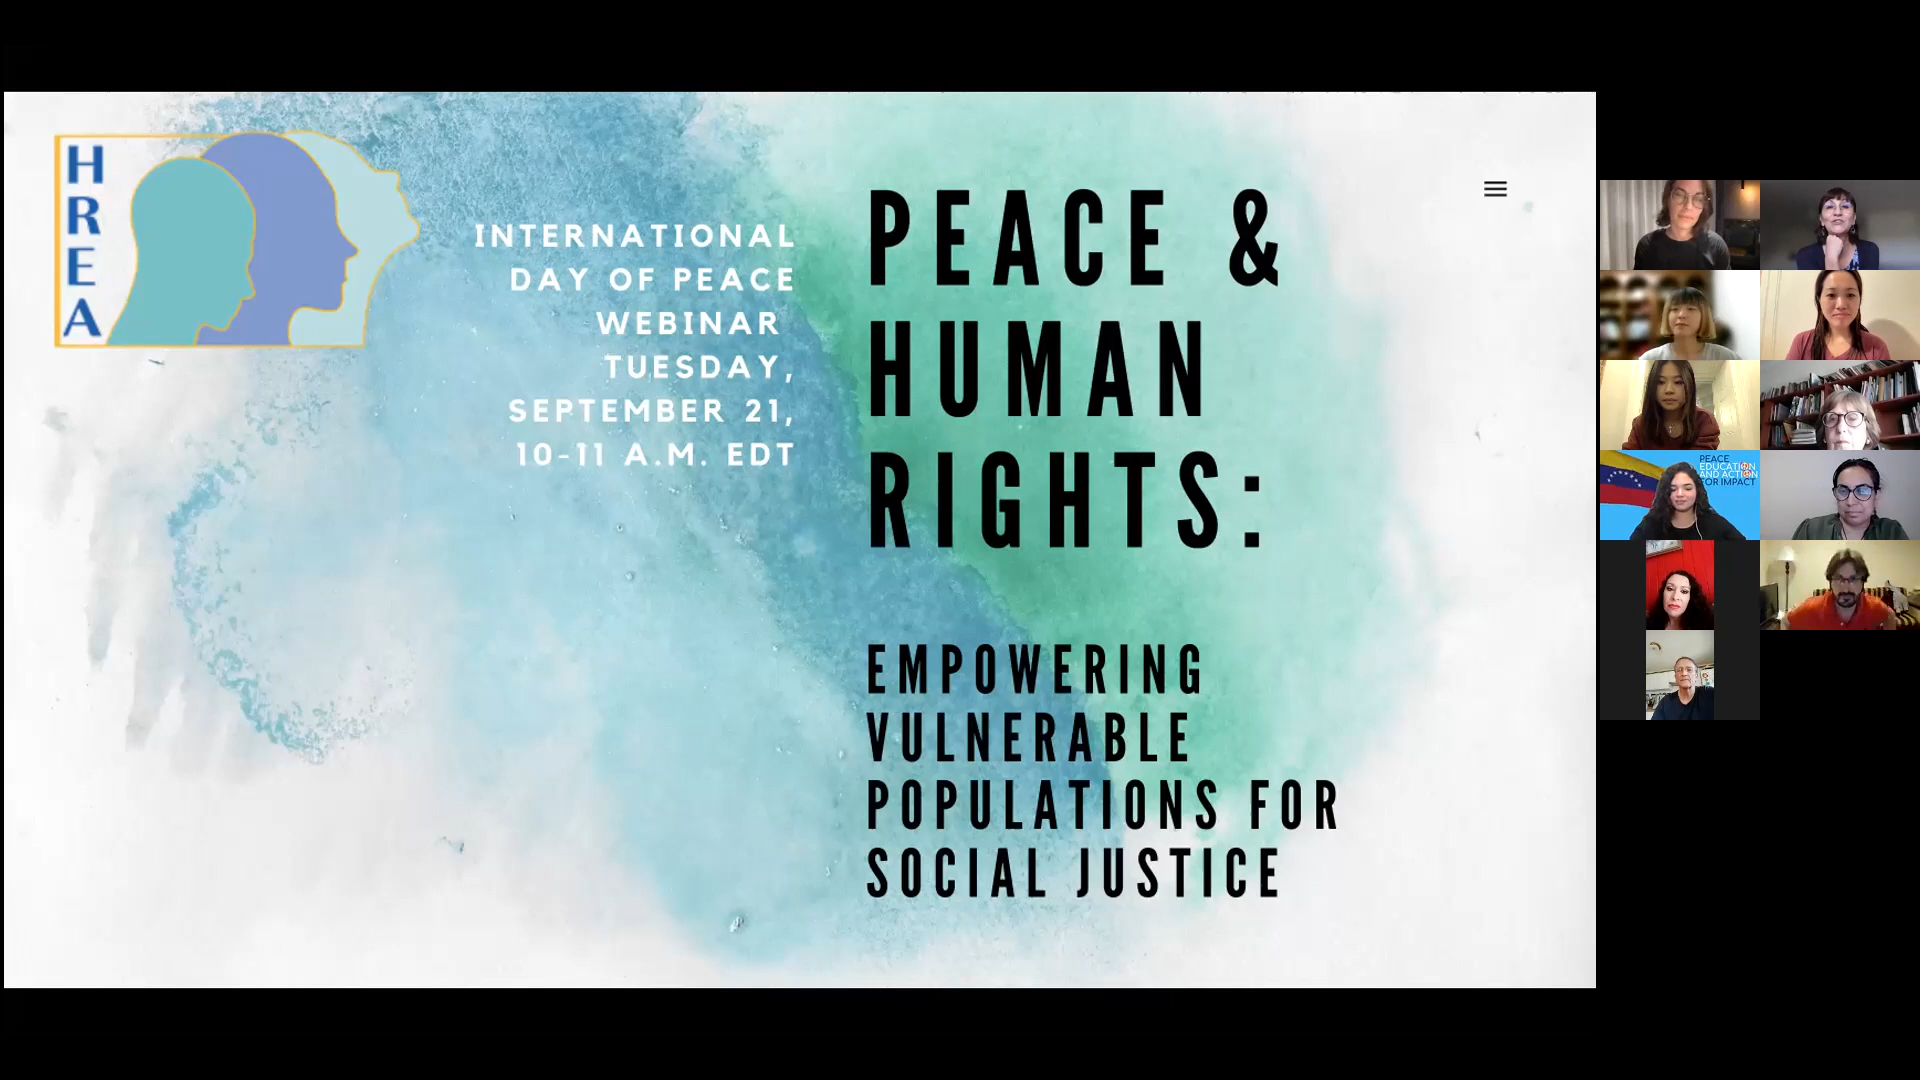 HREA
INTERNATIONAL
DAY OF PEACE
WEBINAR
TUESDAY,
SEPTEMBER 21,
10-11 A.M. EDT
PEACE &
HUMAN
RIGHTS:
EMPOWERING
VULNERABLE
POPULATIONS FOR
SOCIAL JUSTICE
PEACE
EDUCATION
AND ACTION
FOR IMPACT